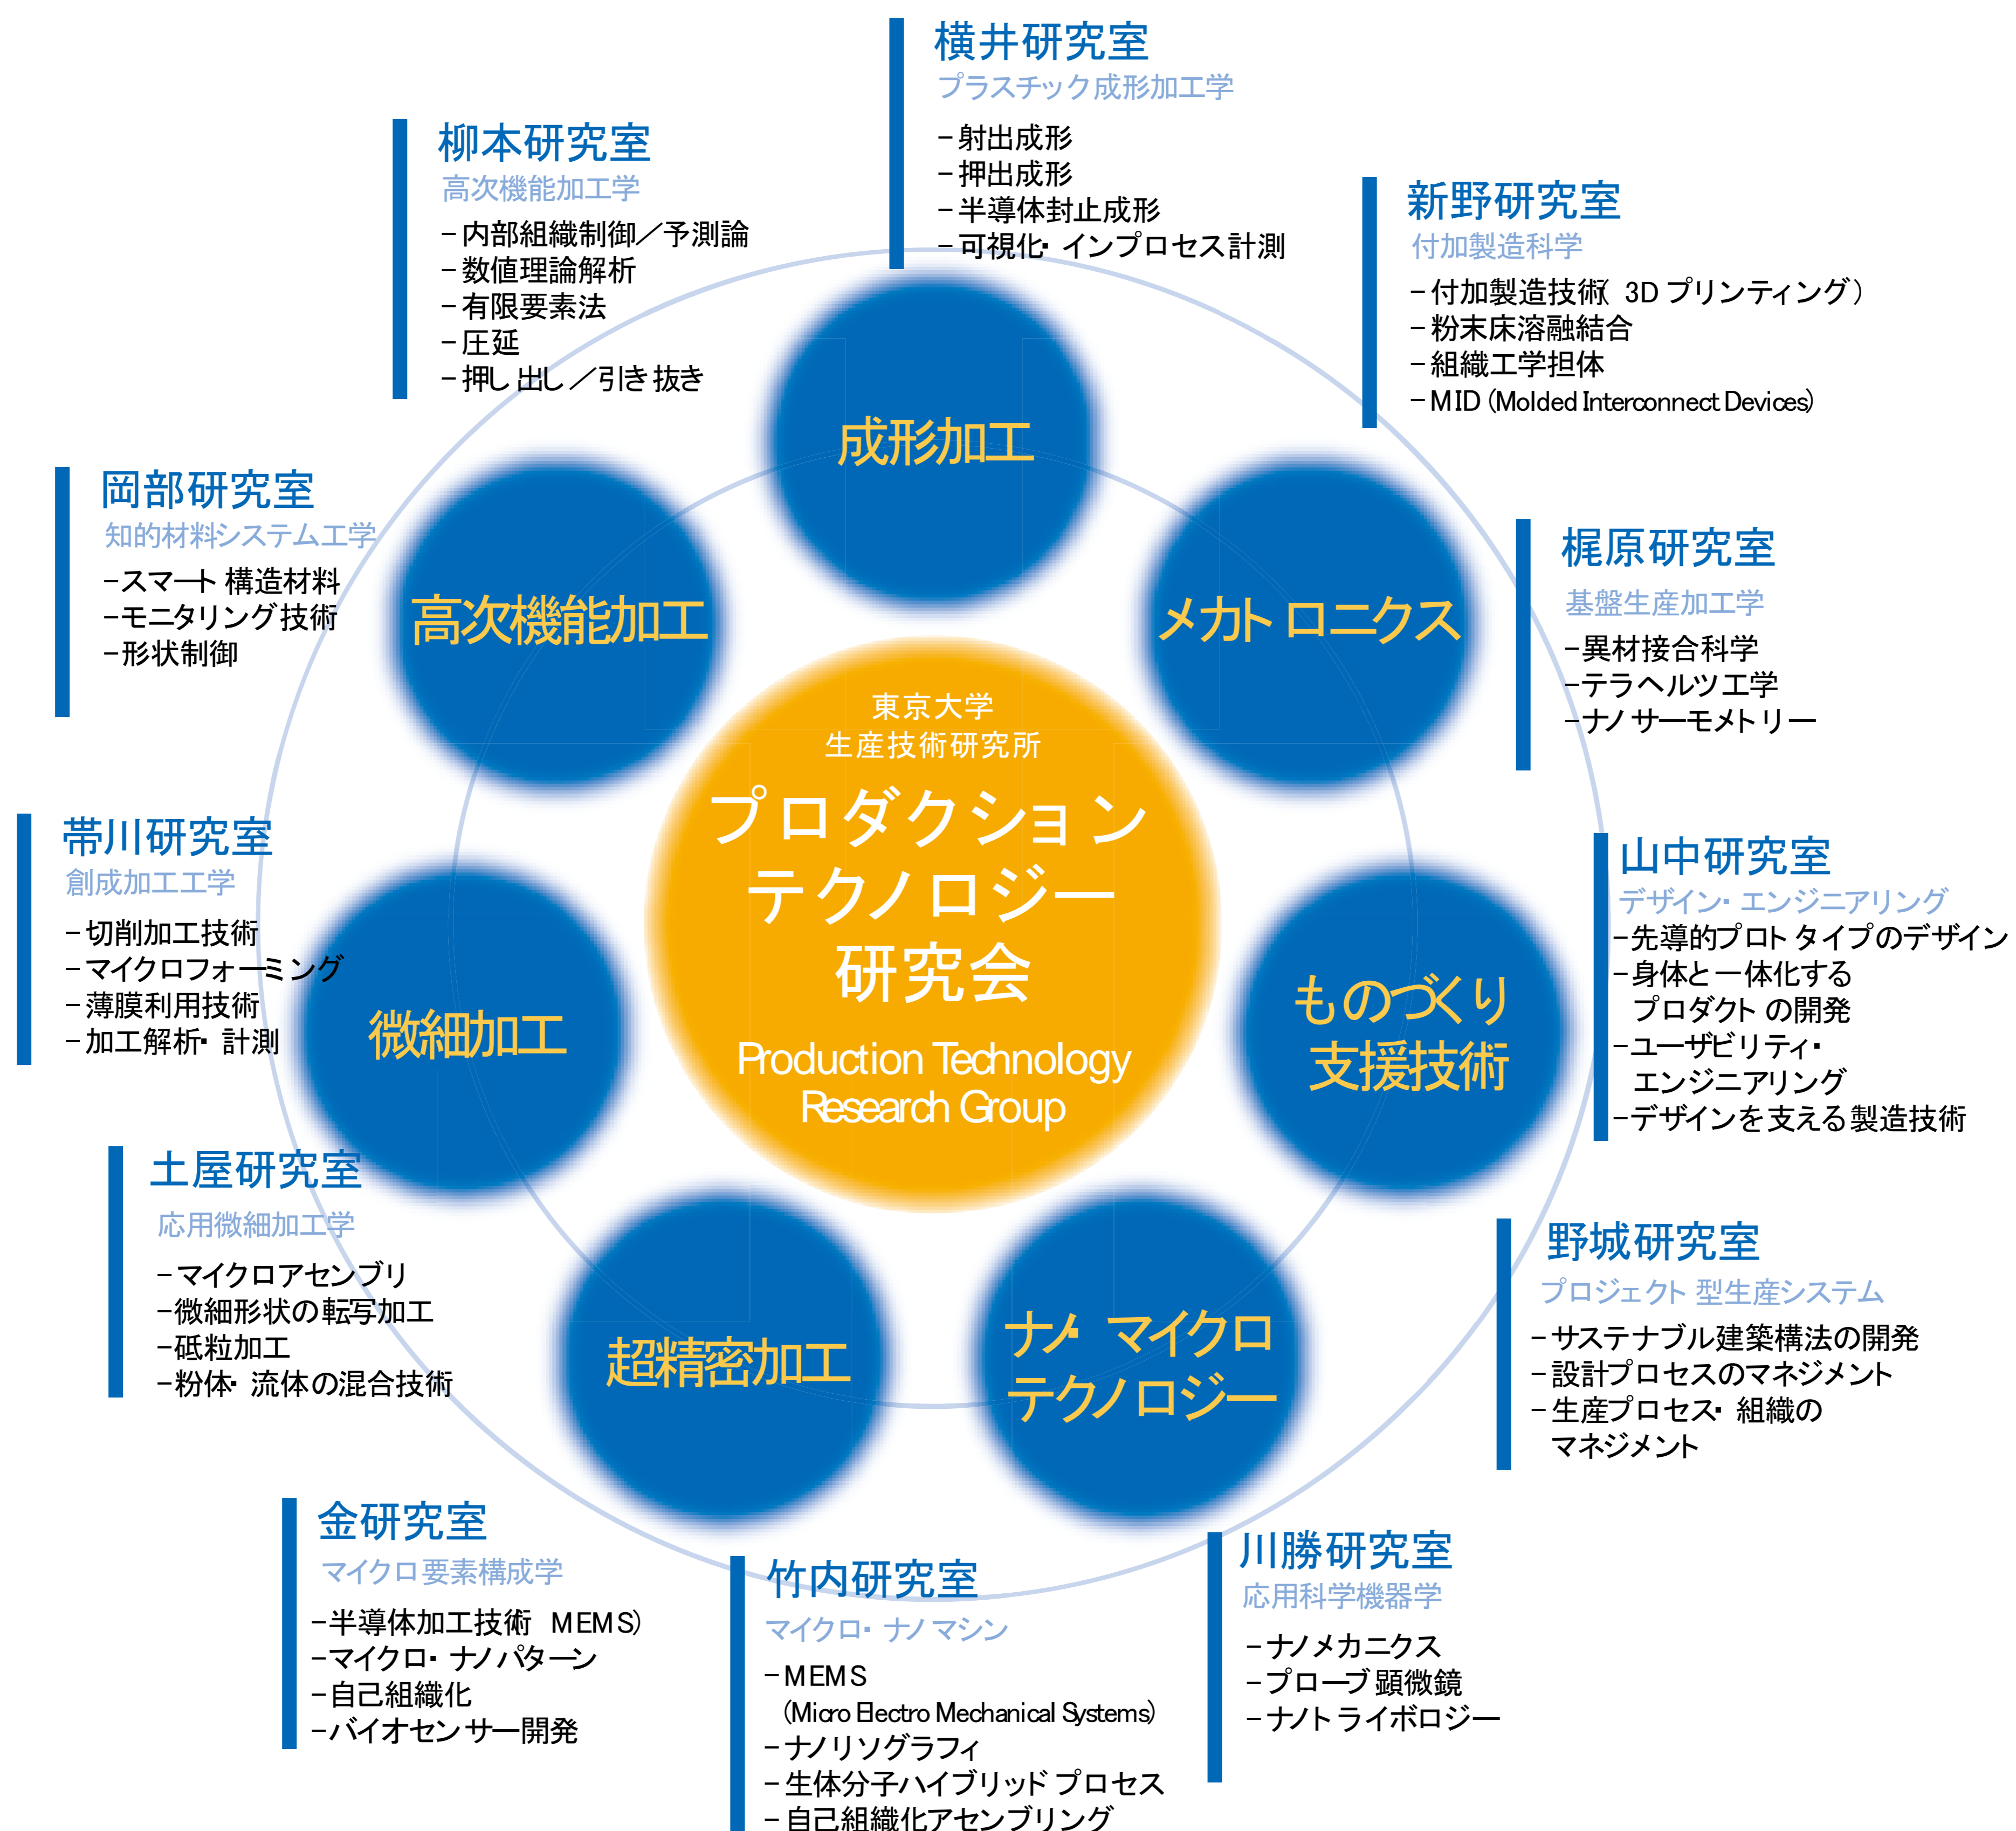 横井研究室
プラスチック成形加工学
－射出成形
－押出成形
－半導体封止成形
－可視化・インプロセス計測
柳本研究室
高次機能加工学
－内部組織制御／予測論
－数値理論解析
－有限要素法
－圧延
－押し出し／引き抜き
新野研究室
付加製造科学
－付加製造技術( 3Dプリンティング)
－粉末床溶融結合
－組織工学担体
－MID (Molded Interconnect Devices)
岡部研究室
知的材料システム工学
－スマート構造材料
－モニタリング技術
－形状制御
梶原研究室
基盤生産加工学
－異材接合科学
－テラヘルツ工学
－ナノサーモメトリー
帯川研究室
創成加工工学
－切削加工技術
－マイクロフォーミング
－薄膜利用技術
－加工解析・計測
山中研究室
デザイン・エンジニアリング
－先導的プロトタイプのデザイン
－身体と一体化する
プロダクトの開発
－ユーザビリティ・
エンジニアリング
－デザインを支える製造技術
土屋研究室
応用微細加工学
－マイクロアセンブリ
－微細形状の転写加工
－砥粒加工
－粉体・流体の混合技術
野城研究室
プロジェクト型生産システム
－サステナブル建築構法の開発
－設計プロセスのマネジメント
－生産プロセス・組織の
マネジメント
金研究室
マイクロ要素構成学
－半導体加工技術 MEMS)
－マイクロ・ナノパターン
－自己組織化
－バイオセンサー開発
竹内研究室
マイクロ・ナノマシン
－MEMS
(Micro Electro Mechanical Systems)
－ナノリソグラフィ
－生体分子ハイブリッドプロセス
－自己組織化アセンブリング
川勝研究室
応用科学機器学
－ナノメカニクス
－プローブ顕微鏡
－ナノトライボロジー
成形加工
高次機能加工
メカトロニクス
微細加工
ものづくり
支援技術
超精密加工
ナノ・マイクロ
テクノロジー
東京大学
生産技術研究所
プロダクション
テクノロジー
研究会
Production Technology
Research Group